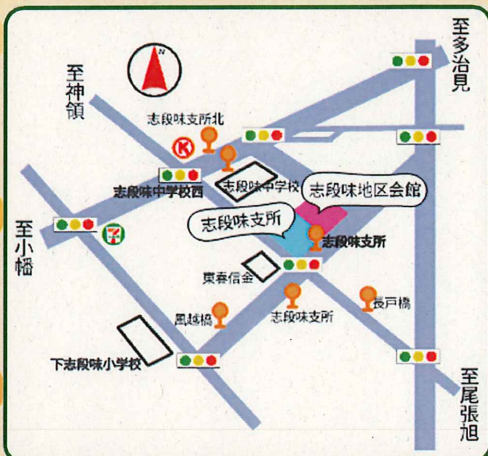 至多治見
至神領
N
志段味支所北
K
志段味中学校西
志段味中学校
志段味地区会館
志段味支所
志段味支所
至小幡
7
東春信金
風越橋
志段味支所
長戸橋
下志段味小学校
至尾張旭